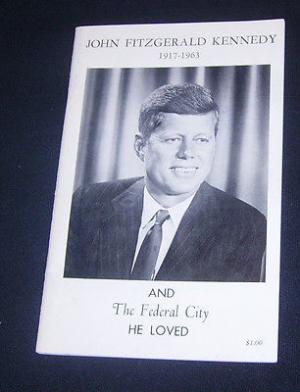 JOHN FITZGERALD KENNEDY
1917-1963
AND
The Federal City
HE LOVED
$1.00